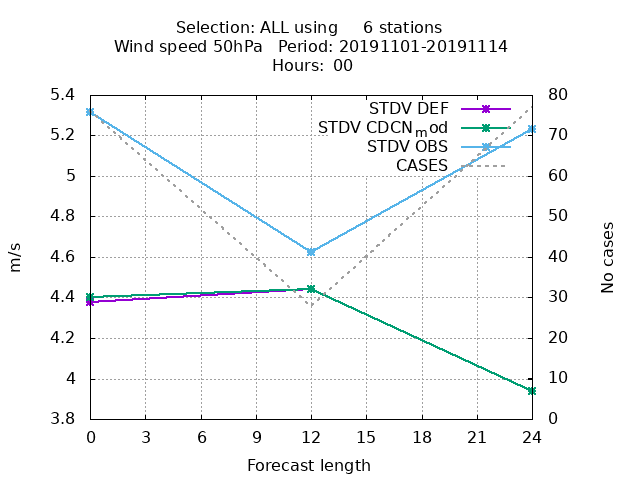 Selection: ALL using     6 stations
Wind speed 50hPa   Period: 20191101-20191114
Hours:  00
5.4
5.2
5
4.8
4.6
4.4
4.2
4
3.8
m/s
STDV DEF
STDV CDCNmod
STDV OBS
CASES
80
70
60
50
40
30
20
10
0
No cases
0 3 6 9 12 15 18 21 24
Forecast length